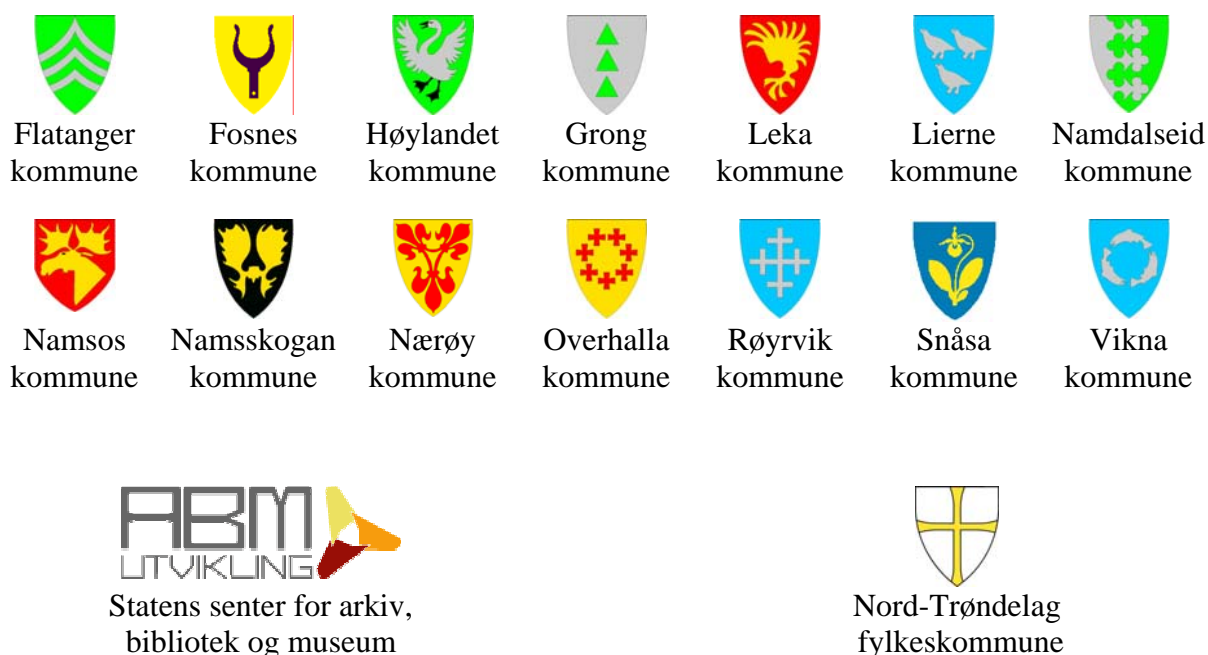 Flatanger kommune
Fosnes kommune
Høylandet kommune
Grong kommune
Leka kommune
Lierne kommune
Namdalseid kommune
Namsos kommune
Namsskogan kommune
Nærøy kommune
Overhalla kommune
Røyrvik kommune
Snåsa kommune
Vikna kommune
ABM
UTVIKLING
Statens senter for arkiv,
bibliotek og museum
Nord-Trøndelag
fylkeskommune